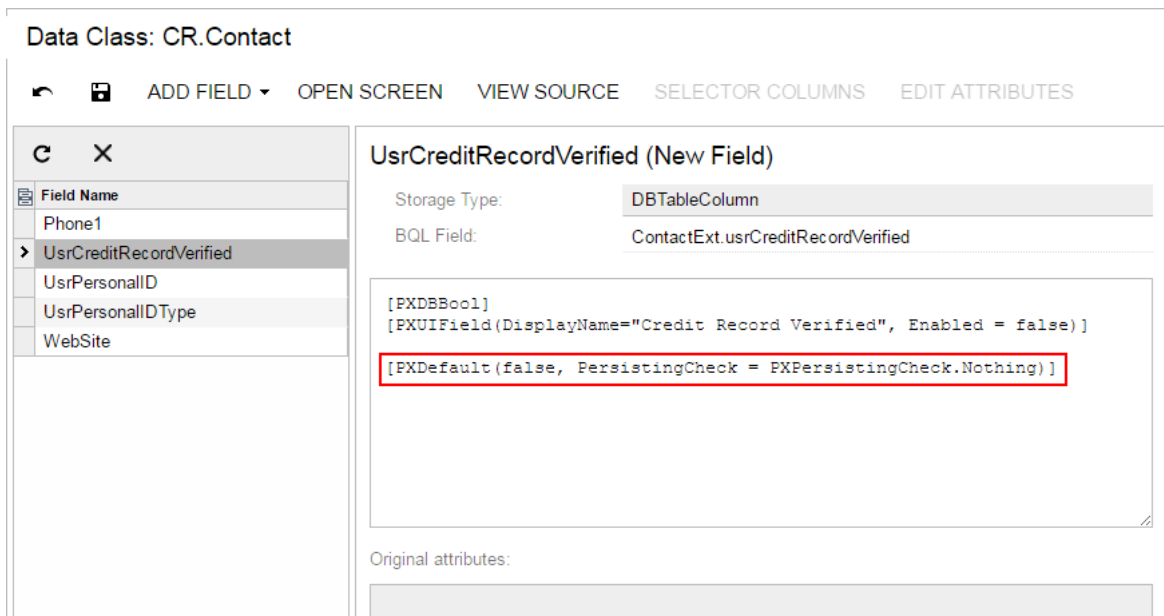 Data Class: CR.Contact
ADD FIELD OPEN SCREEN VIEW SOURCE SELECTOR COLUMNS EDIT ATTRIBUTES
Field Name
Phone1
UsrCreditRecordVerified
UsrPersonalID
UsrPersonalIDType
WebSite
UsrCreditRecordVerified (New Field)
Storage Type: DBTableColumn
BQL Field: ContactExt.usrCreditRecordVerified
[PXDBBool]
[PXUIField(DisplayName="Credit Record Verified", Enabled = false)]
[PXDefault(false, PersistingCheck = PXPersistingCheck.Nothing)]
Original attributes: